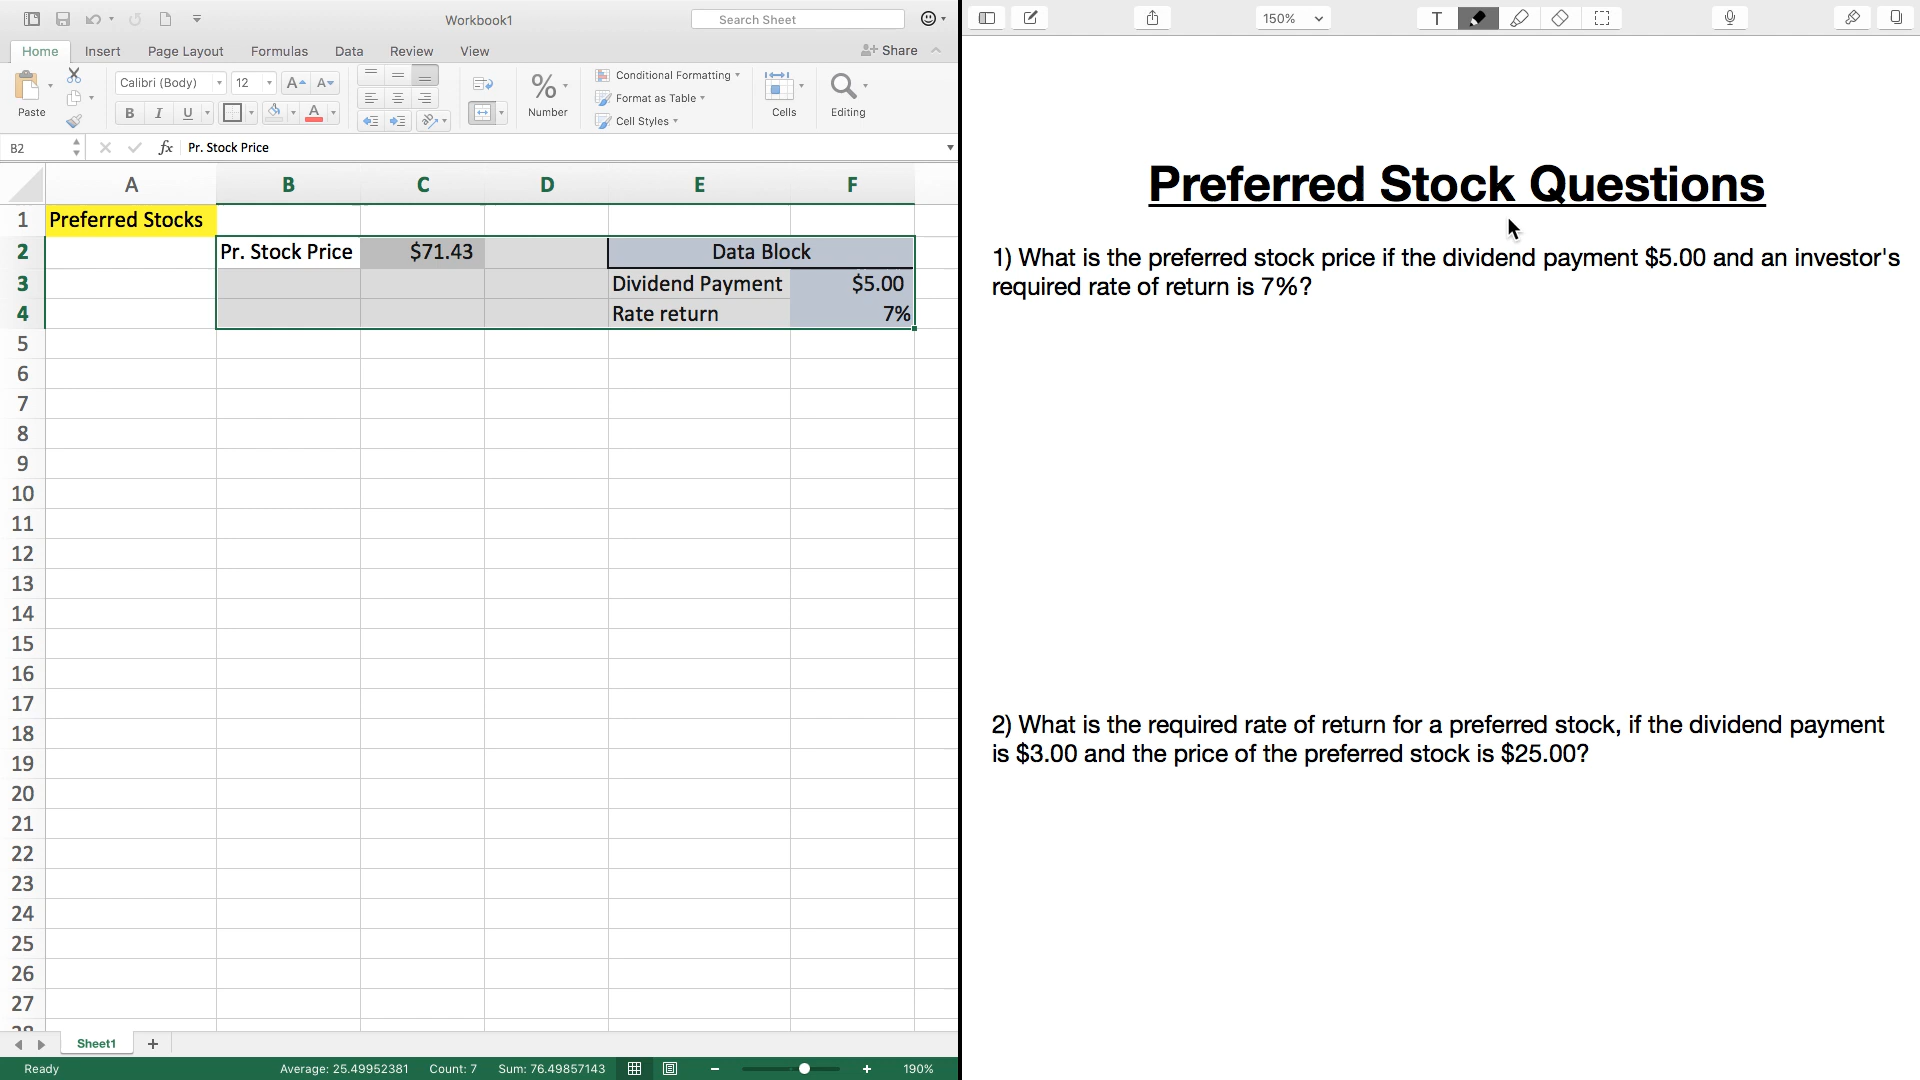 Workbook1
Search Sheet
Home Insert Page Layout Formulas Data Review View Share
Paste
Calibri (Body) 12
B I U
Number
Conditional Formatting
Format as Table
Cell Styles
Cells
Editing
B2 fx Pr. Stock Price
A B C D E F
1 Preferred Stocks
2 Pr. Stock Price $71.43 Data Block
3 Dividend Payment $5.00
4 Rate return 7%
5
6
7
8
9
10
11
12
13
14
15
16
17
18
19
20
21
22
23
24
25
26
27
28
Sheet1
Ready Average: 25.49952381 Count: 7 Sum: 76.49857143 190%
150% T
Preferred Stock Questions
1) What is the preferred stock price if the dividend payment $5.00 and an investor's
required rate of return is 7%?
2) What is the required rate of return for a preferred stock, if the dividend payment
is $3.00 and the price of the preferred stock is $25.00?